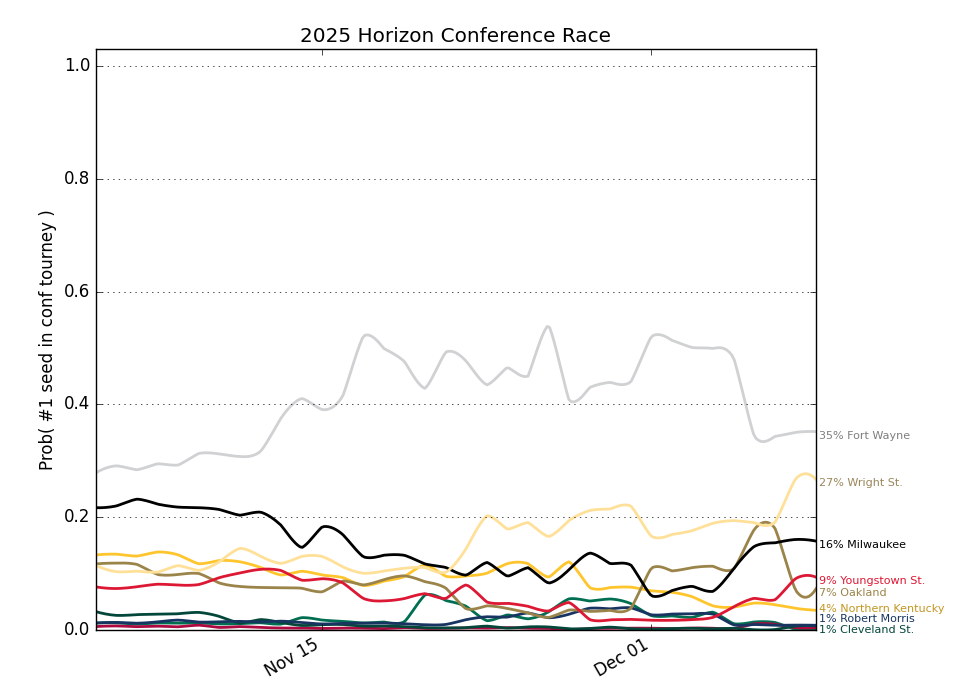 2025 Horizon Conference Race
Prob( #1 seed in conf tourney )
1.0
0.8
0.6
0.4
0.2
0.0
Nov 15
Dec 01
35% Fort Wayne
27% Wright St.
16% Milwaukee
9% Youngstown St.
7% Oakland
4% Northern Kentucky
1% Robert Morris
1% Cleveland St.